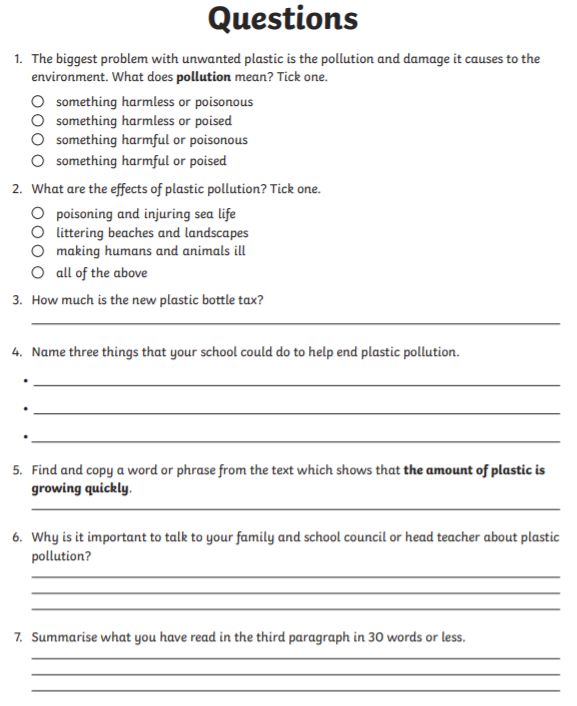 Questions
1. The biggest problem with unwanted plastic is the pollution and damage it causes to the
environment. What does pollution mean? Tick one.
something harmless or poisonous
something harmless or poised
something harmful or poisonous
something harmful or poised
2. What are the effects of plastic pollution? Tick one.
poisoning and injuring sea life
littering beaches and landscapes
making humans and animals ill
all of the above
3. How much is the new plastic bottle tax?
4. Name three things that your school could do to help end plastic pollution.
•
•
•
5. Find and copy a word or phrase from the text which shows that the amount of plastic is
growing quickly.
6. Why is it important to talk to your family and school council or head teacher about plastic
pollution?
7. Summarise what you have read in the third paragraph in 30 words or less.